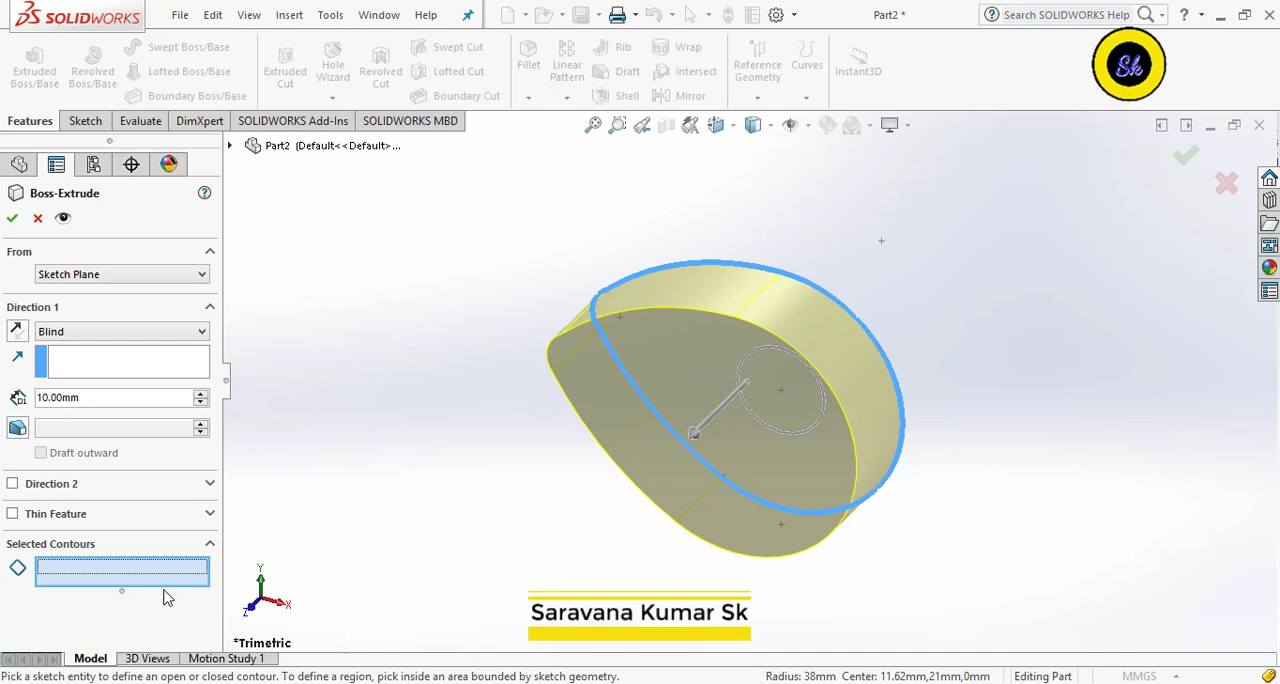 SOLIDWORKS File Edit View Insert Tools Window Help Part2 * Search SOLIDWORKS Help ?
Extruded Boss/Base Revolved Boss/Base Swept Boss/Base Lofted Boss/Base Boundary Boss/Base Extruded Cut Hole Wizard Revolved Cut Swept Cut Lofted Cut Boundary Cut Fillet Linear Pattern Rib Draft Shell Wrap Intersect Mirror Reference Geometry Curves Instant3D
Sk
Features Sketch Evaluate DimXpert SOLIDWORKS Add-Ins SOLIDWORKS MBD
Part2 (Default<<Default>...
Boss-Extrude
From
Sketch Plane
Direction 1
Blind
10.00mm
Draft outward
Direction 2
Thin Feature
Selected Contours
Y
X
Z
Saravana Kumar Sk
*Trimetric
Model 3D Views Motion Study 1
Pick a sketch entity to define an open or closed contour. To define a region, pick inside an area bounded by sketch geometry. Radius: 38mm Center: 11.62mm,21mm,0mm Editing Part MMGS